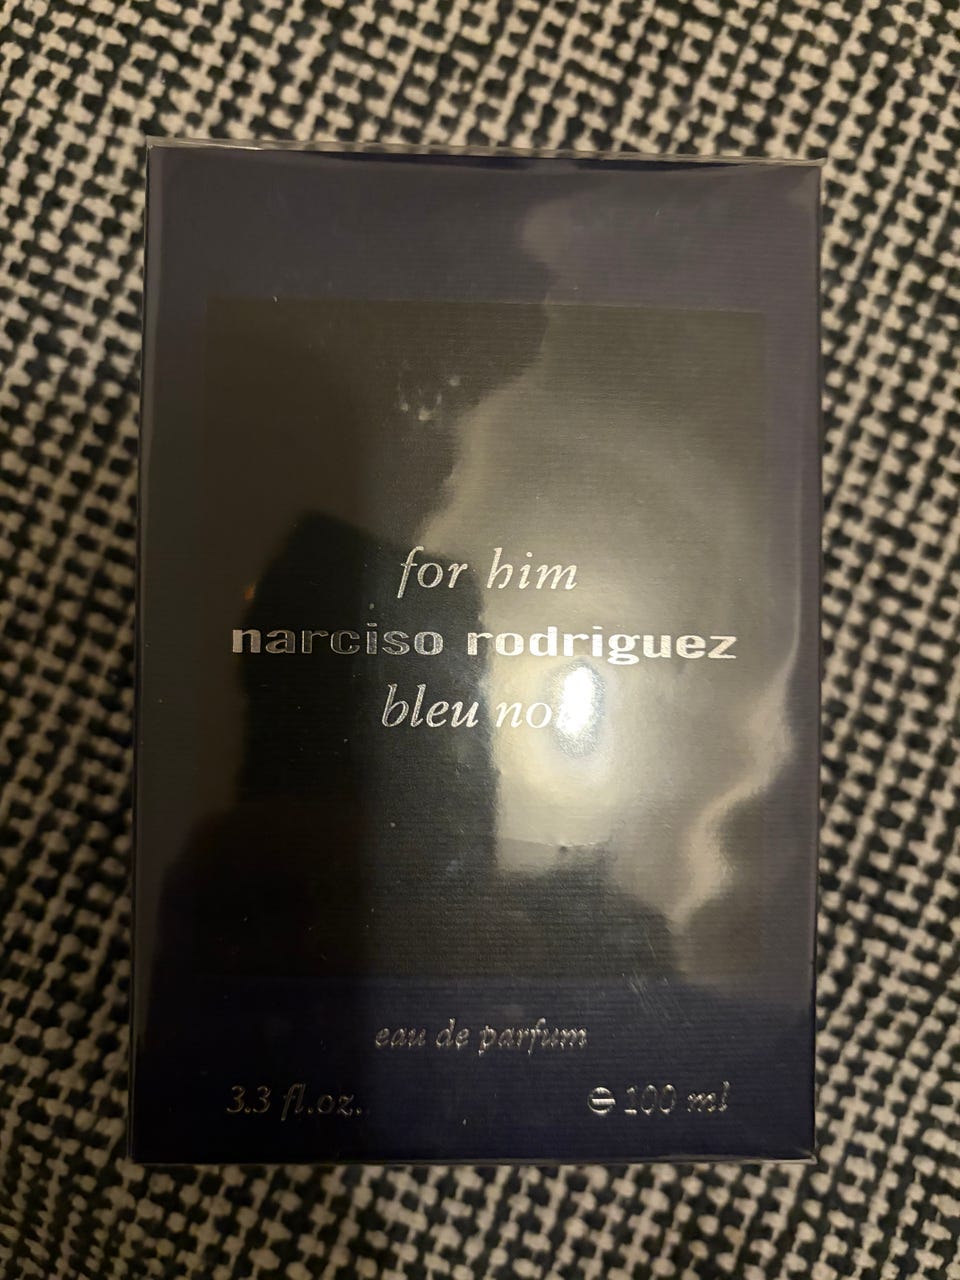 for him
narciso rodriguez
bleu
eau de parfum
3.3 fl.oz.
℮ 100 ml